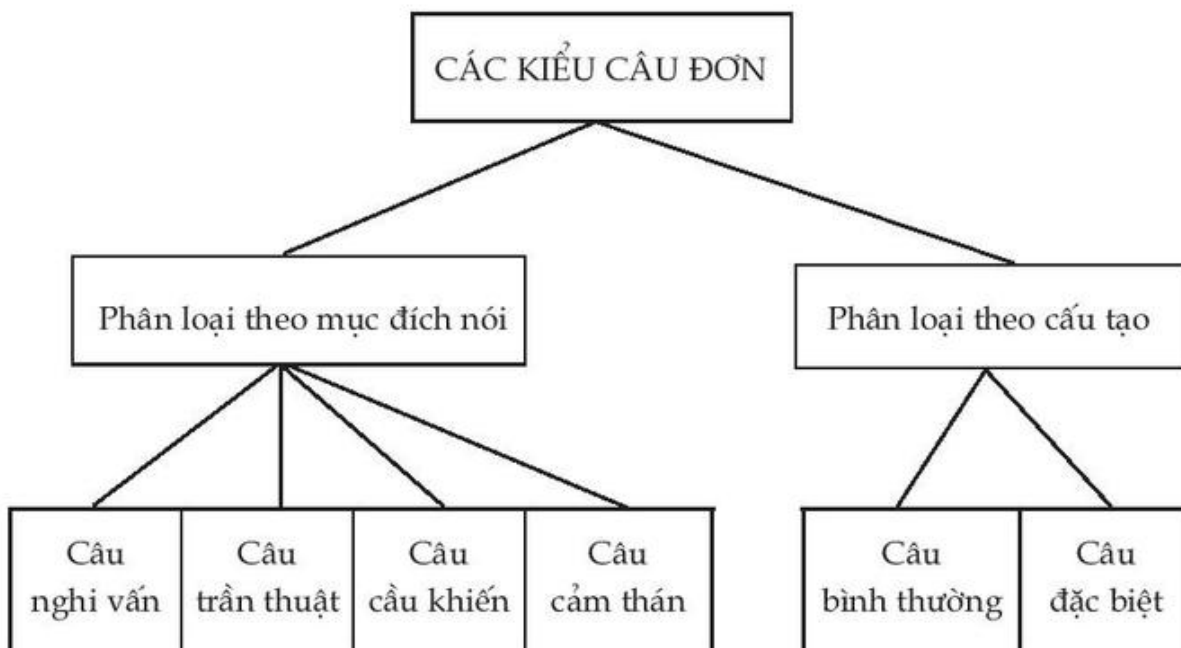 CÁC KIỂU CÂU ĐƠN
Phân loại theo mục đích nói
Phân loại theo cấu tạo
Câu
nghi vấn
Câu
trần thuật
Câu
cầu khiến
Câu
cảm thán
Câu
bình thường
Câu
đặc biệt